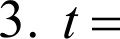 3. t =